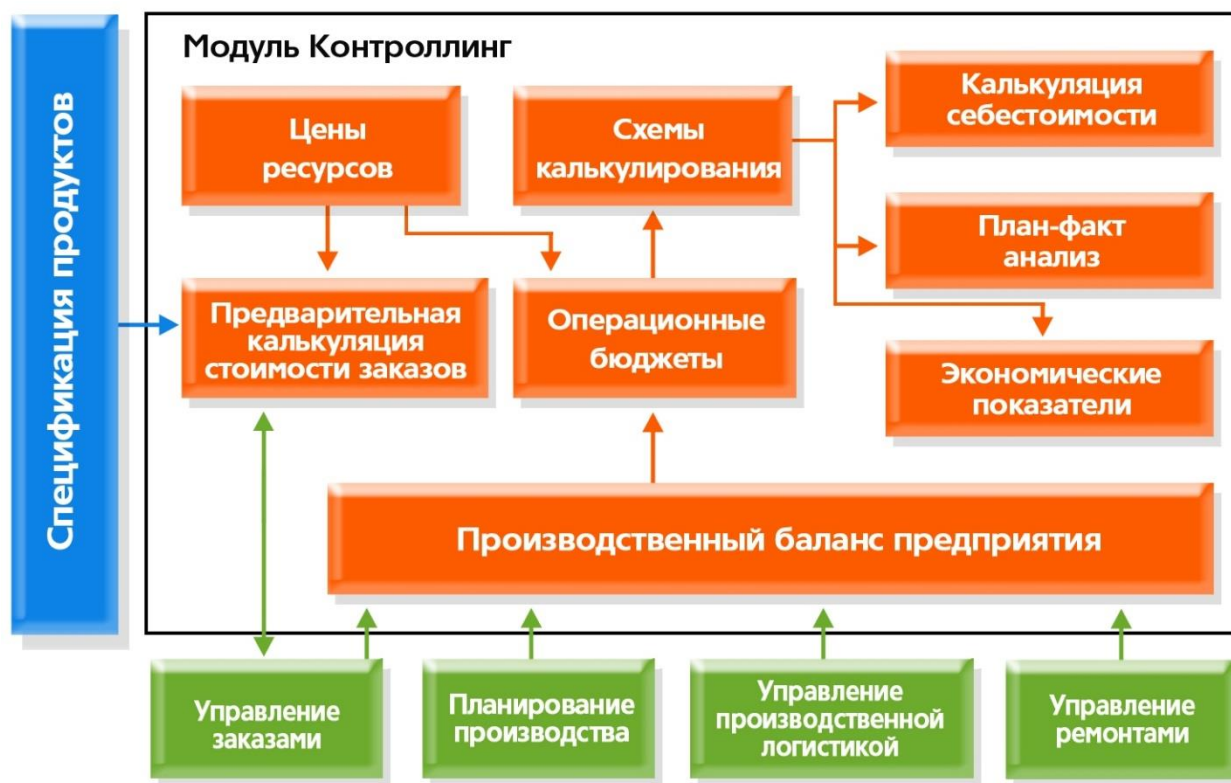 Спецификация продуктов
Модуль Контроллинг
Цены
ресурсов
Схемы
калькулирования
Калькуляция
себестоимости
План-факт
анализ
Предварительная
калькуляция
стоимости заказов
Операционные
бюджеты
Экономические
показатели
Производственный баланс предприятия
Управление
заказами
Планирование
производства
Управление
производственной
логистикой
Управление
ремонтами